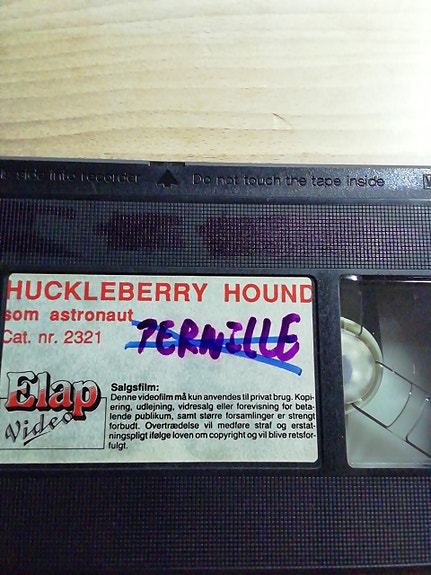 side into recorder Do not touch the tape inside
HUCKLEBERRY HOUND
som astronaut
PERNILLE
Cat. nr. 2321
Elap
Video
Salgsfilm:
Denne videofilm må kun anvendes til privat brug. Kopi-
ering, udlejning, vidresalg eller forevisning for beta-
lende publikum, samt større forsamlinger er strengt
forbudt. Overtrædelse vil medføre straf og erstat-
ningspligt ifølge loven om copyright og vil blive retsfor-
fulgt.